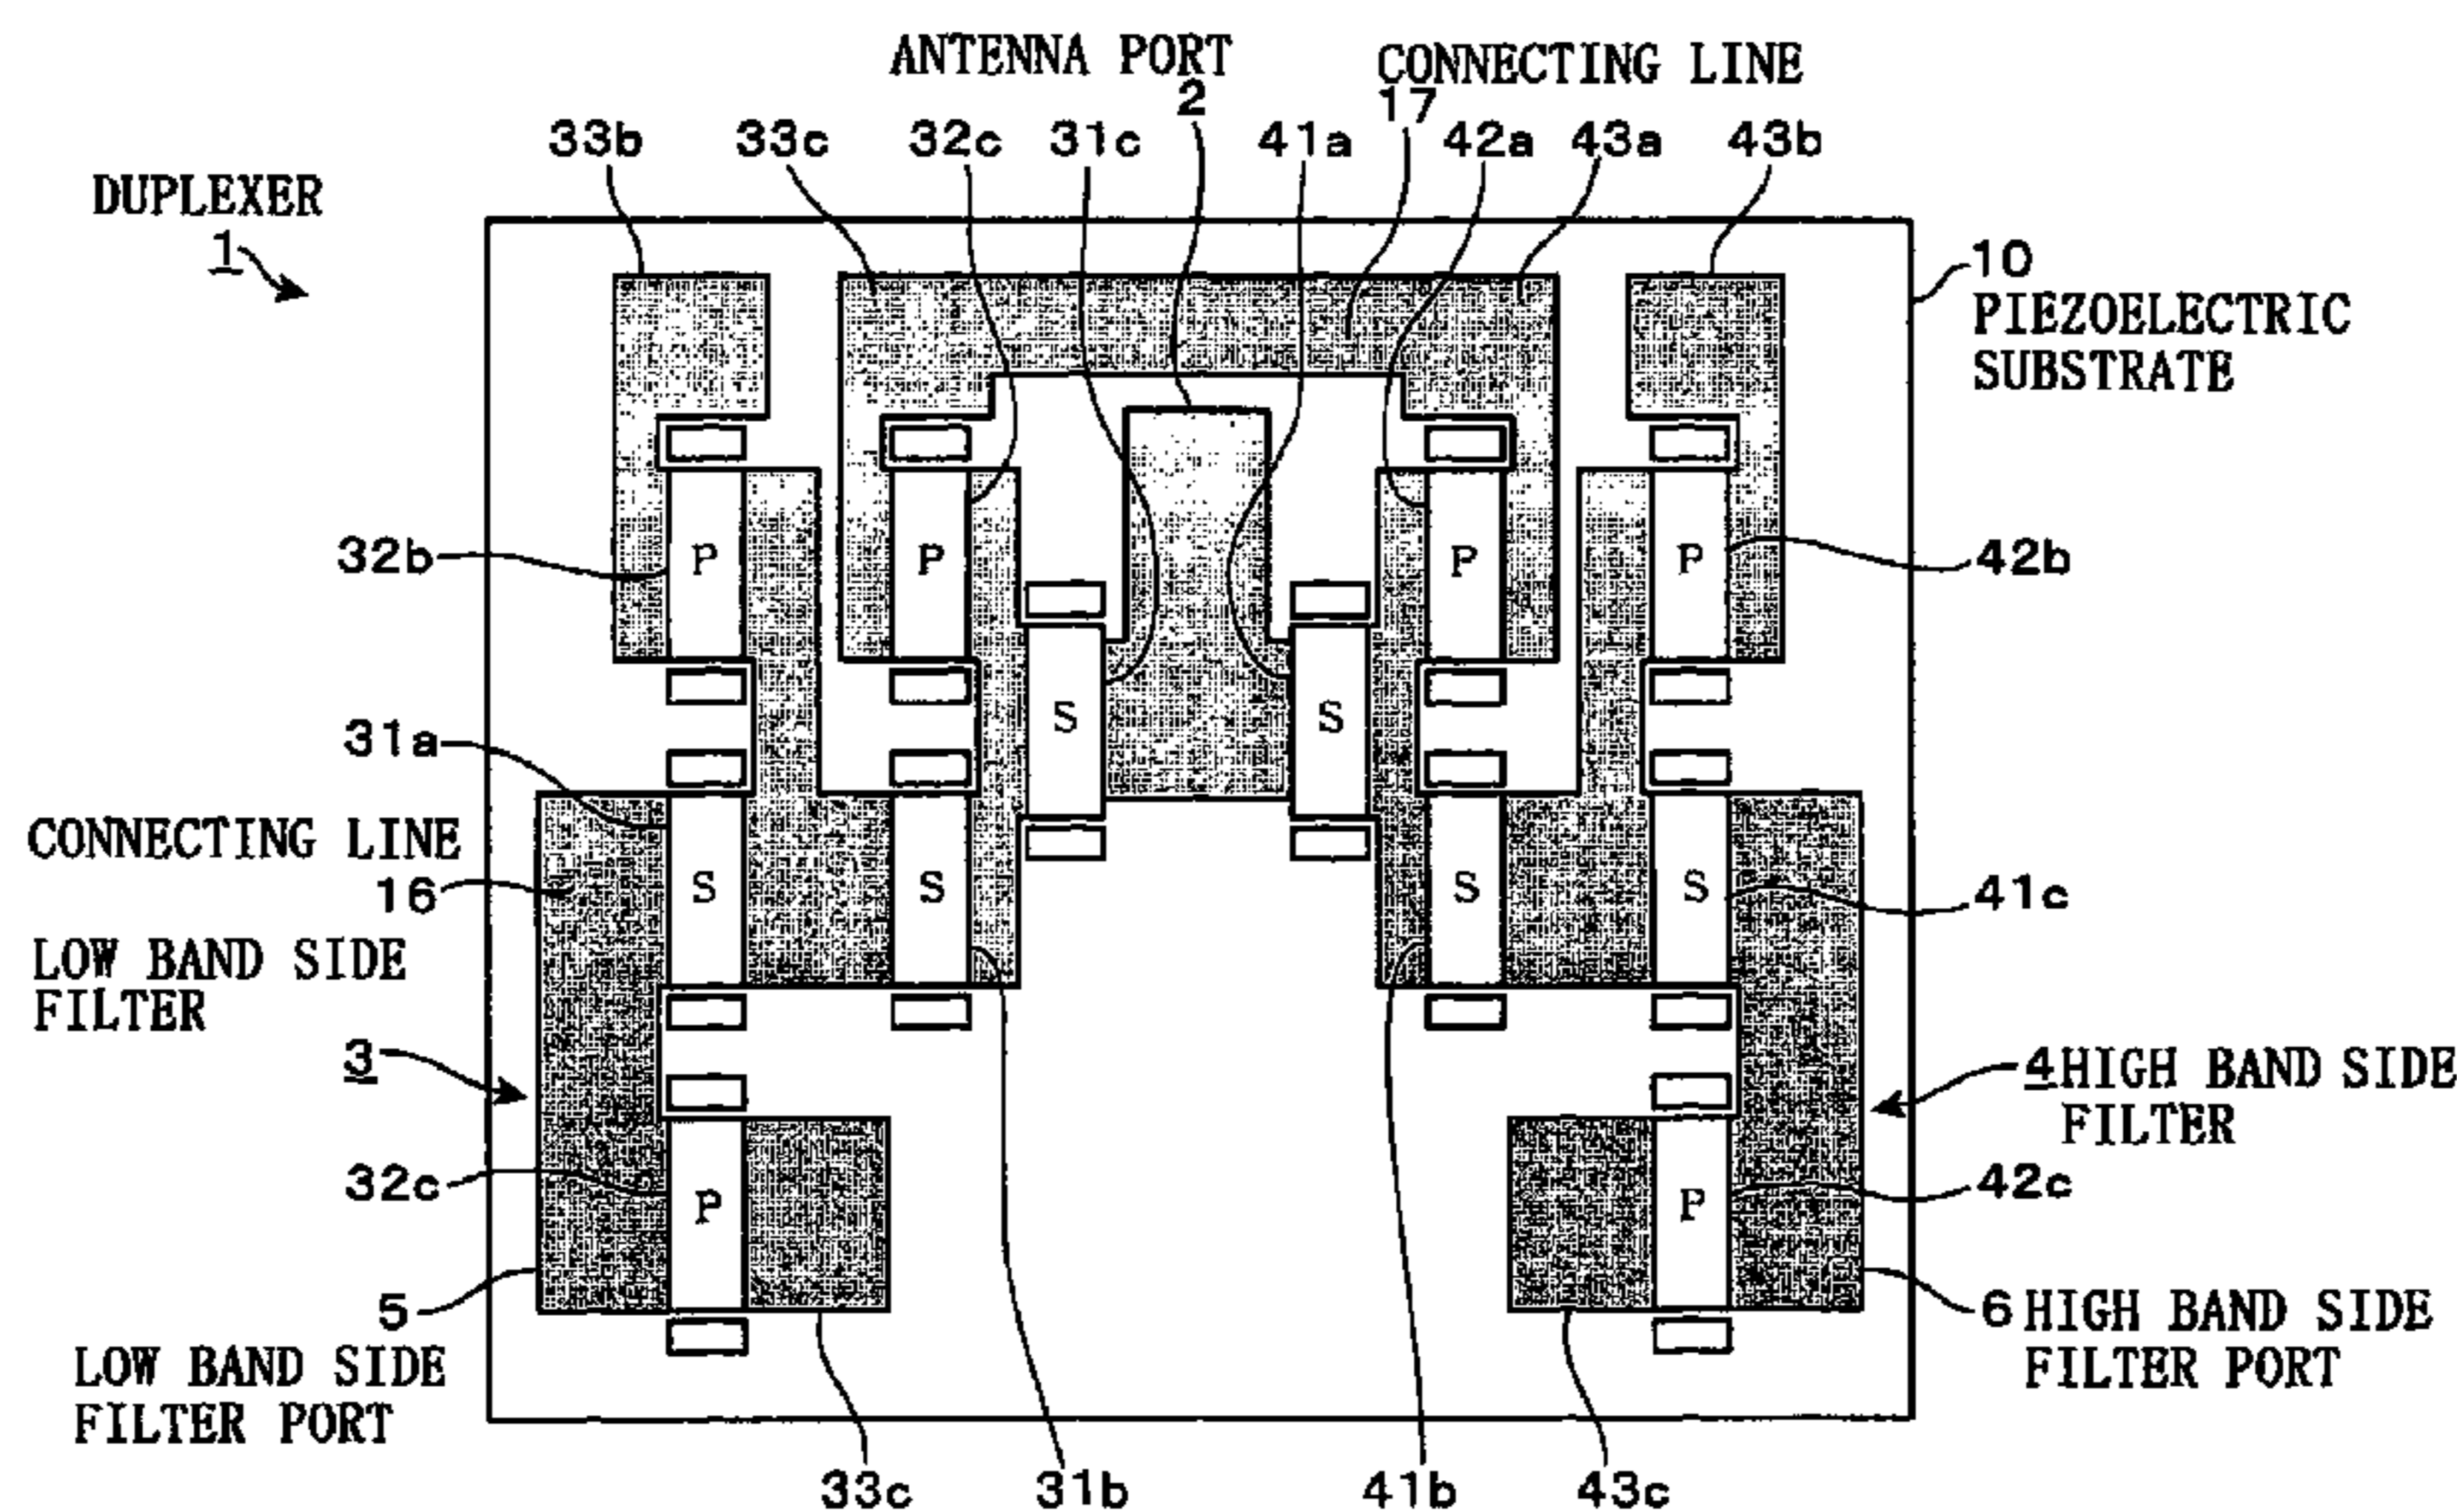 ANTENNA PORT
2
CONNECTING LINE
17
33b 33c 32c 31c 41a 42a 43a 43b
DUPLEXER
1
10
PIEZOELECTRIC
SUBSTRATE
P P P P
32b 42b
S S
31a
CONNECTING LINE
16
S S S S
41c
LOW BAND SIDE
FILTER
3
4 HIGH BAND SIDE
FILTER
32c P P 42c
5
LOW BAND SIDE
FILTER PORT
6 HIGH BAND SIDE
FILTER PORT
33c 31b 41b 43c